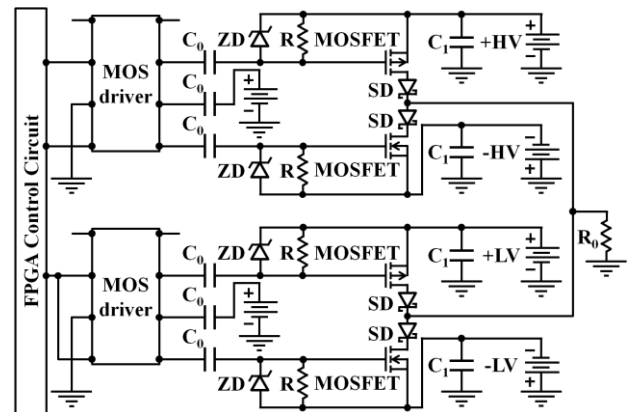 FPGA Control Circuit
MOS
driver
C0
C0
C0
ZD
R
MOSFET
+
−
SD
SD
C1
+HV
+
−
ZD
R
MOSFET
C1
-HV
−
+
R0
MOS
driver
C0
C0
C0
ZD
R
MOSFET
+
−
SD
SD
C1
+LV
+
−
ZD
R
MOSFET
C1
-LV
−
+